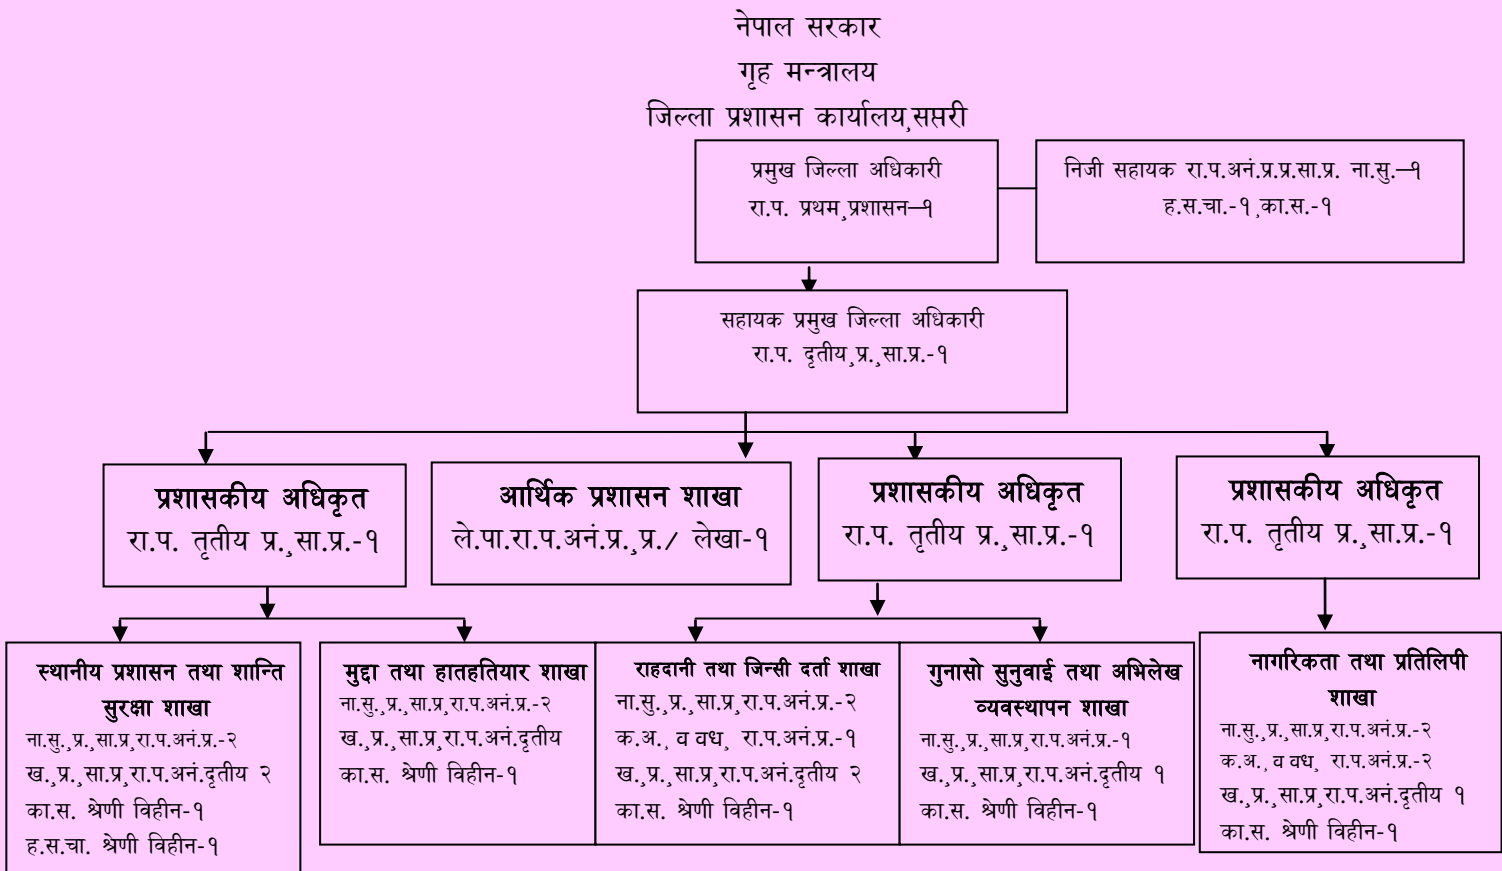 नेपाल सरकार
गृह मन्त्रालय
जिल्ला प्रशासन कार्यालय,सप्तरी
प्रमुख जिल्ला अधिकारी
रा.प. प्रथम,प्रशासन–१
निजी सहायक रा.प.अनं.प्र.प्र.सा.प्र. ना.सु.–१
ह.स.चा.-१,का.स.-१
सहायक प्रमुख जिल्ला अधिकारी
रा.प. दृतीय,प्र.,सा.प्र.-१
प्रशासकीय अधिकृत
रा.प. तृतीय प्र.,सा.प्र.-१
आर्थिक प्रशासन शाखा
ले.पा.रा.प.अनं.प्र.,प्र./ लेखा-१
प्रशासकीय अधिकृत
रा.प. तृतीय प्र.,सा.प्र.-१
प्रशासकीय अधिकृत
रा.प. तृतीय प्र.,सा.प्र.-१
स्थानीय प्रशासन तथा शान्ति
सुरक्षा शाखा
ना.सु.,प्र.,सा.प्र,रा.प.अनं.प्र.-२
ख.,प्र.,सा.प्र,रा.प.अनं.दृतीय २
का.स. श्रेणी विहीन-१
ह.स.चा. श्रेणी विहीन-१
मुद्दा तथा हातहतियार शाखा
ना.सु.,प्र.,सा.प्र,रा.प.अनं.प्र.-२
ख.,प्र.,सा.प्र,रा.प.अनं.दृतीय
का.स. श्रेणी विहीन-१
राहदानी तथा जिन्सी दर्ता शाखा
ना.सु.,प्र.,सा.प्र,रा.प.अनं.प्र.-२
क.अ., व वध, रा.प.अनं.प्र.-१
ख.,प्र.,सा.प्र,रा.प.अनं.दृतीय २
का.स. श्रेणी विहीन-१
गुनासो सुनुवाई तथा अभिलेख
व्यवस्थापन शाखा
ना.सु.,प्र.,सा.प्र,रा.प.अनं.प्र.-१
ख.,प्र.,सा.प्र,रा.प.अनं.दृतीय १
का.स. श्रेणी विहीन-१
नागरिकता तथा प्रतिलिपी
शाखा
ना.सु.,प्र.,सा.प्र,रा.प.अनं.प्र.-२
क.अ., व वध, रा.प.अनं.प्र.-२
ख.,प्र.,सा.प्र,रा.प.अनं.दृतीय १
का.स. श्रेणी विहीन-१